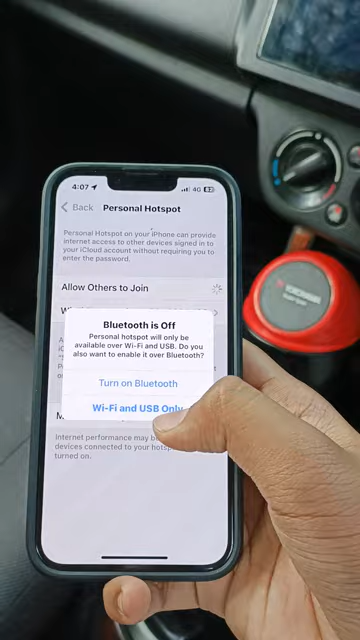 4:07
4G
Back
Personal Hotspot
Personal Hotspot on your iPhone can provide
internet access to other devices signed in to
your iCloud account without requiring you to
enter the password.
Allow Others to Join
Bluetooth is Off
Personal hotspot will only be
available over Wi-Fi and USB. Do you
also want to enable it over Bluetooth?
Turn on Bluetooth
Wi-Fi and USB Only
Internet performance may be
devices connected to your hotsp
turned on.
YOKOHAMA